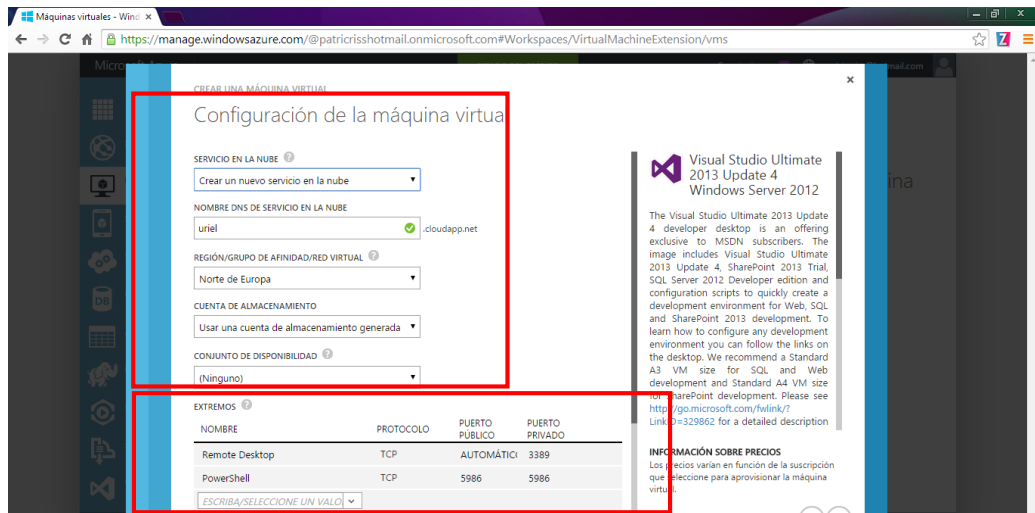 Máquinas virtuales - Wind
https://manage.windowsazure.com/@patricrisshotmail.onmicrosoft.com#Workspaces/VirtualMachineExtension/vms
CREAR UNA MÁQUINA VIRTUAL
Configuración de la máquina virtual
SERVICIO EN LA NUBE
Crear un nuevo servicio en la nube
NOMBRE DNS DE SERVICIO EN LA NUBE
uriel .cloudapp.net
REGIÓN/GRUPO DE AFINIDAD/RED VIRTUAL
Norte de Europa
CUENTA DE ALMACENAMIENTO
Usar una cuenta de almacenamiento generada
CONJUNTO DE DISPONIBILIDAD
(Ninguno)
EXTREMOS
NOMBRE PROTOCOLO PUERTO PÚBLICO PUERTO PRIVADO
Remote Desktop TCP AUTOMÁTIC 3389
PowerShell TCP 5986 5986
ESCRIBA/SELECCIONE UN VALO
Visual Studio Ultimate
2013 Update 4
Windows Server 2012
The Visual Studio Ultimate 2013 Update
4 developer desktop is an offering
exclusive to MSDN subscribers. The
image includes Visual Studio Ultimate
2013 Update 4, SharePoint 2013 Trial,
SQL Server 2012 Developer edition and
configuration scripts to quickly create a
development environment for Web, SQL
and SharePoint 2013 development. To
learn how to configure any development
environment you can follow the links on
the desktop. We recommend a Standard
A3 VM size for SQL and Web
development and Standard A4 VM size
for SharePoint development. Please see
http://go.microsoft.com/fwlink/?
LinkID=329862 for a detailed description
INFORMACIÓN SOBRE PRECIOS
Los precios varían en función de la suscripción
que seleccione para aprovisionar la máquina
virtual.
ina
mail.com
DB